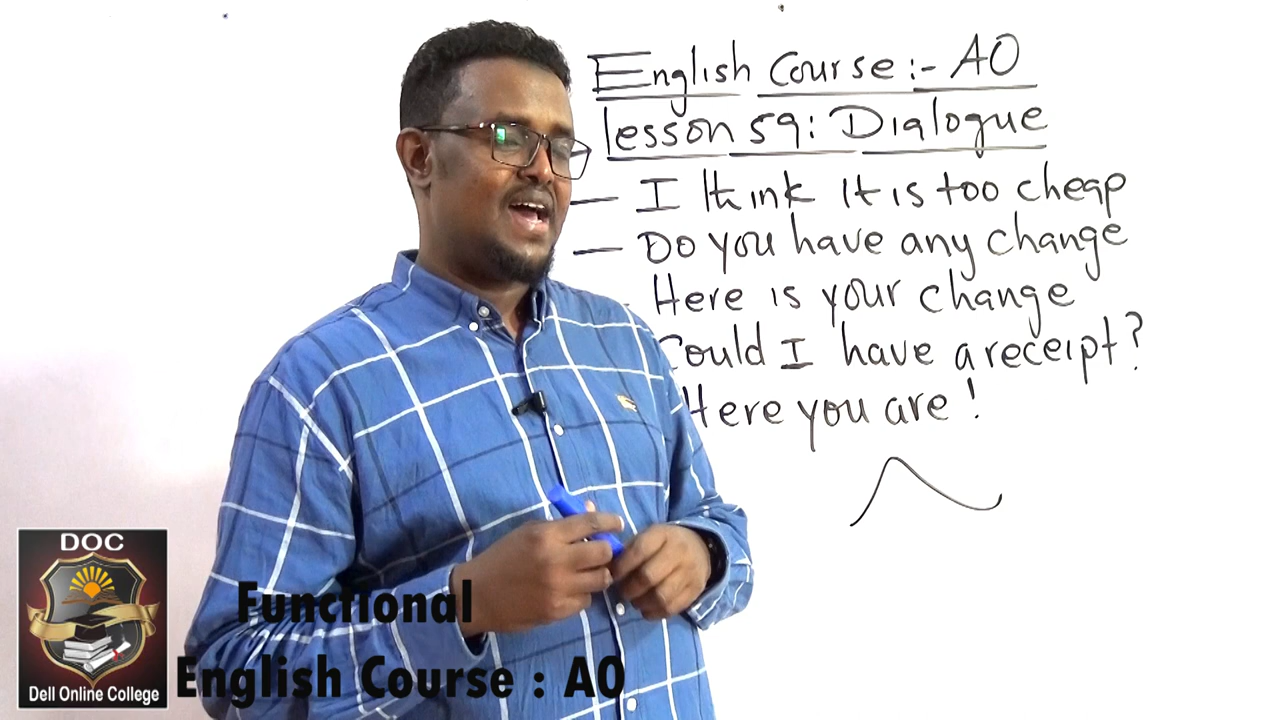 English Course :- A0
lesson 59: Dialogue
— I think it is too cheap
— Do you have any change
- Here is your change
Could I have a receipt?
Here you are!
DOC
Dell Online College
Functional
English Course : A0